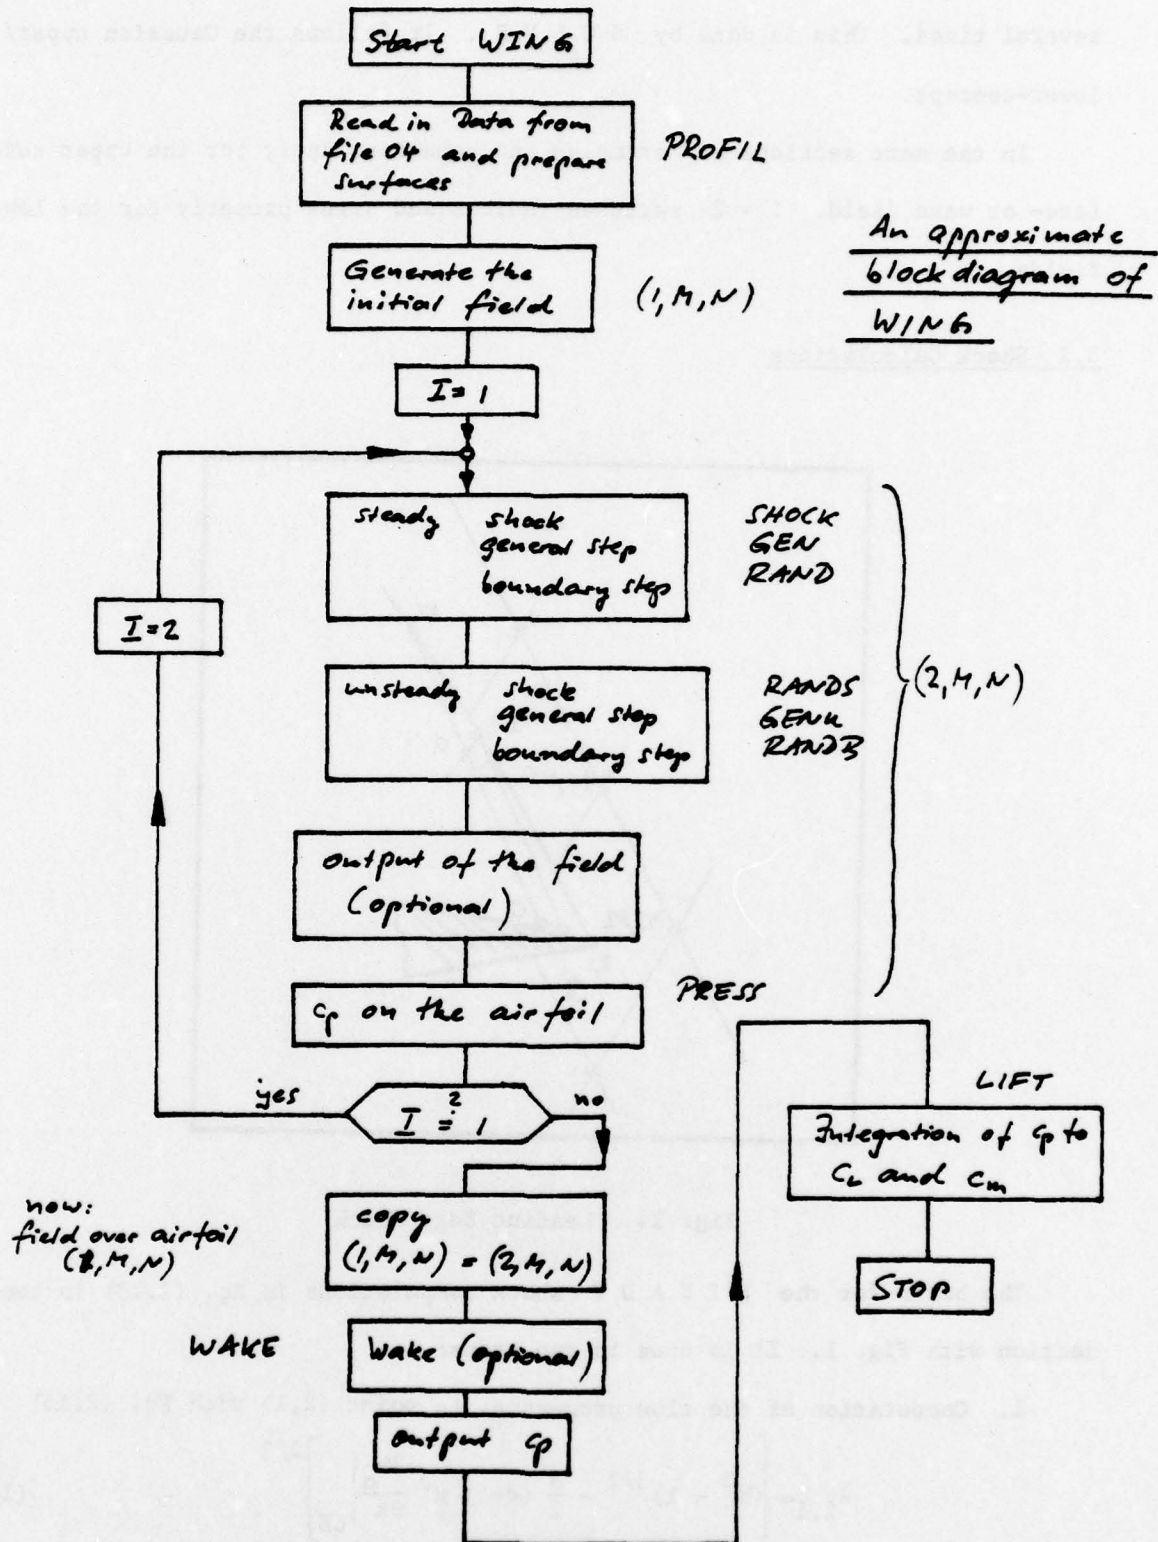 Start WING
Read in Data from
file 04 and prepare
surfaces
PROFIL
An approximate
block diagram of
WING
Generate the
initial field
(1,M,N)
I = 1
steady shock
general step
boundary step
SHOCK
GEN
RAND
I = 2
unsteady shock
general step
boundary step
RANDS
GENK
RANDB
(2,M,N)
output of the field
(optional)
cp on the airfoil
PRESS
yes
?
I = 1
no
LIFT
Integration of cp to
cL and cm
STOP
now:
field over airfoil
(1,M,N)
copy
(1,M,N) = (2,M,N)
WAKE
Wake (optional)
output cp